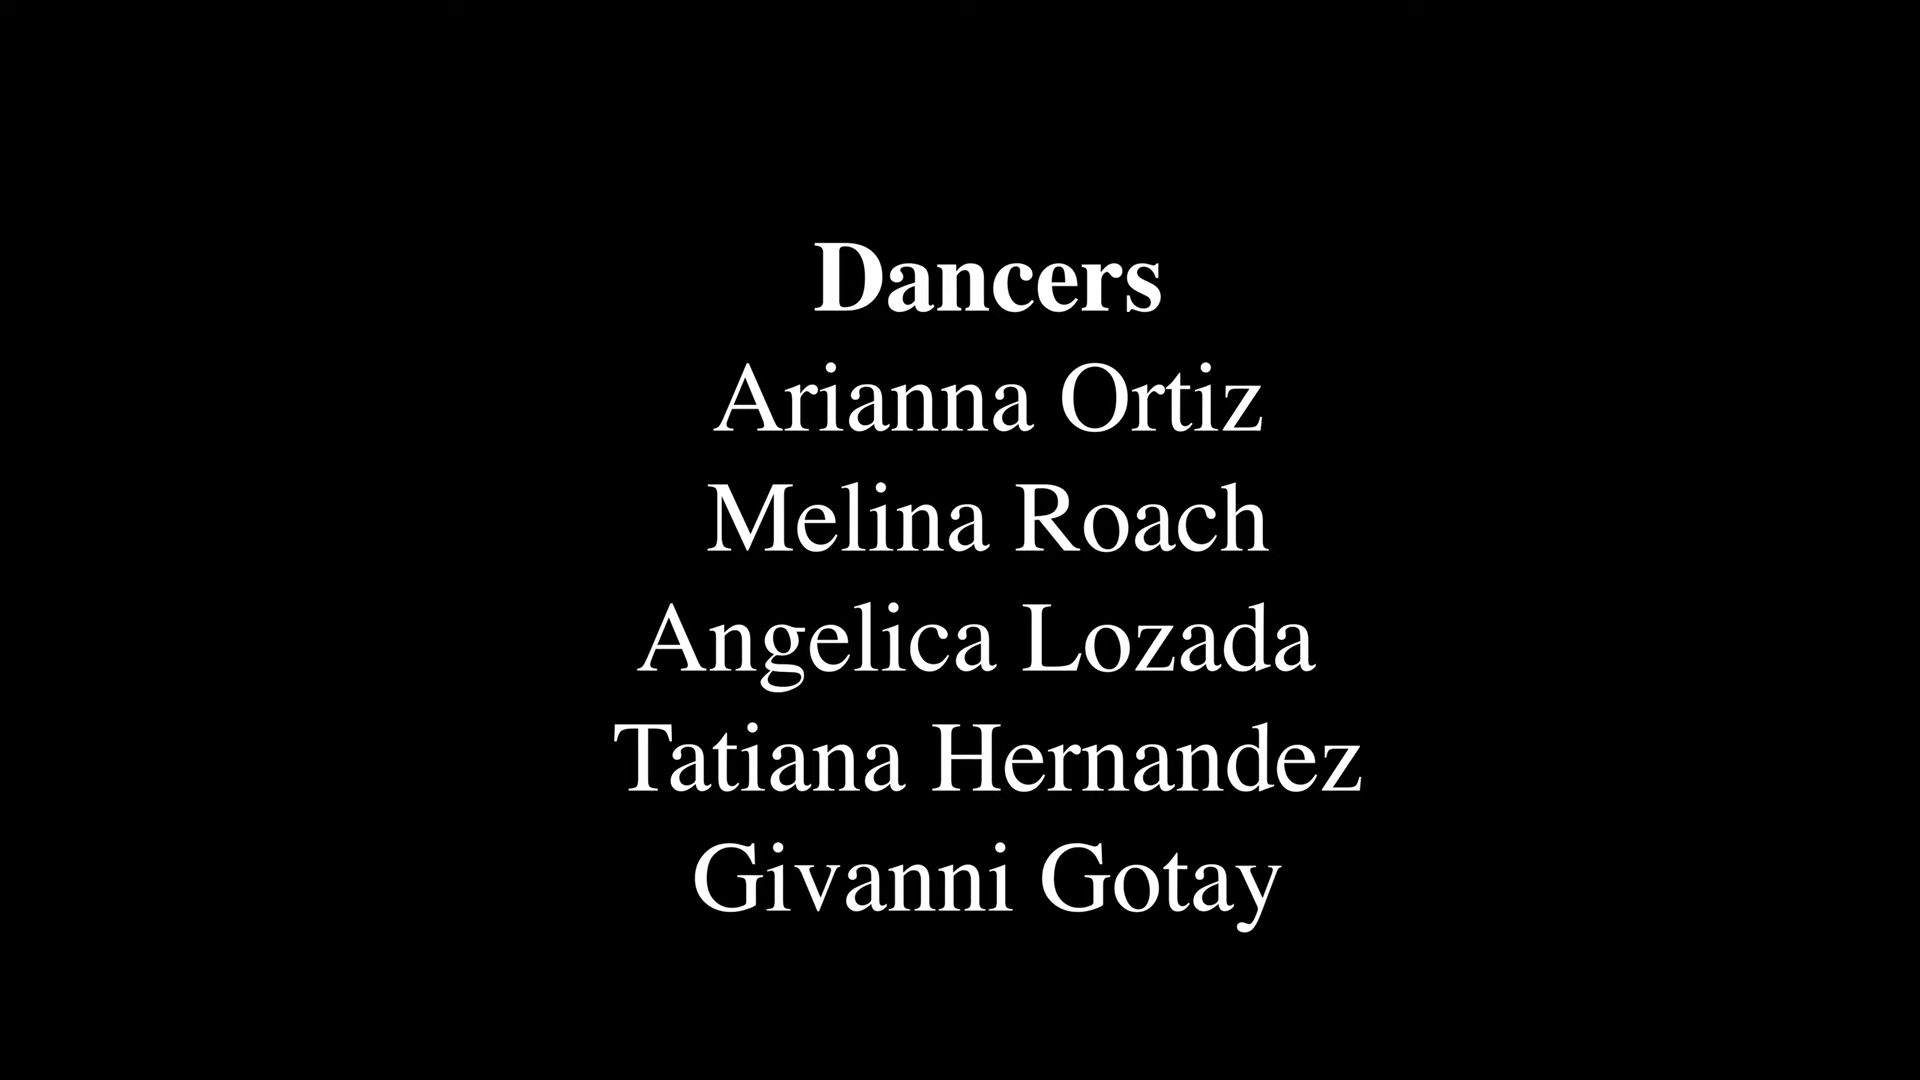 Dancers
Arianna Ortiz
Melina Roach
Angelica Lozada
Tatiana Hernandez
Givanni Gotay